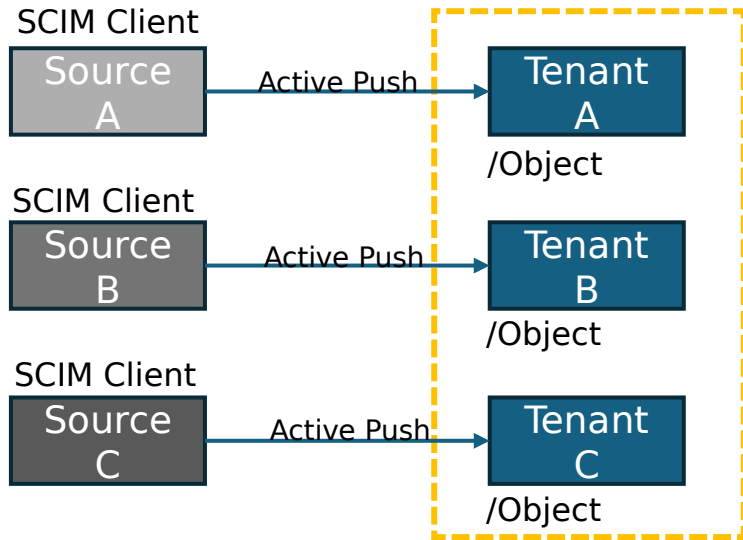 SCIM Client
Source
A
Active Push
Tenant
A
/Object
SCIM Client
Source
B
Active Push
Tenant
B
/Object
SCIM Client
Source
C
Active Push
Tenant
C
/Object